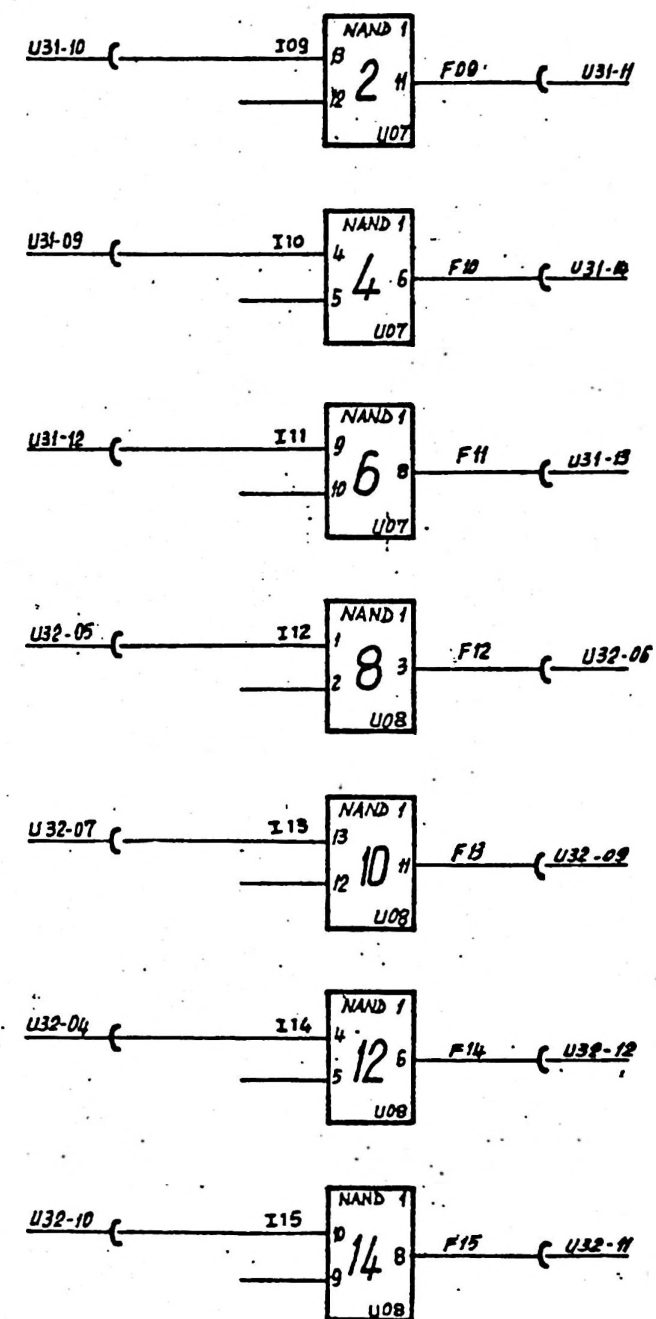 NAND 1
U31-10 I09 13 2 11 F09 U31-11
12
U07
NAND 1
U31-09 I10 4 4 6 F10 U31-14
5
U07
NAND 1
U31-12 I11 9 6 8 F11 U31-13
10
U07
NAND 1
U32-05 I12 1 8 3 F12 U32-06
2
U08
NAND 1
U32-07 I13 13 10 11 F13 U32-09
12
U08
NAND 1
U32-04 I14 4 12 6 F14 U32-12
5
U08
NAND 1
U32-10 I15 10 14 8 F15 U32-11
9
U08